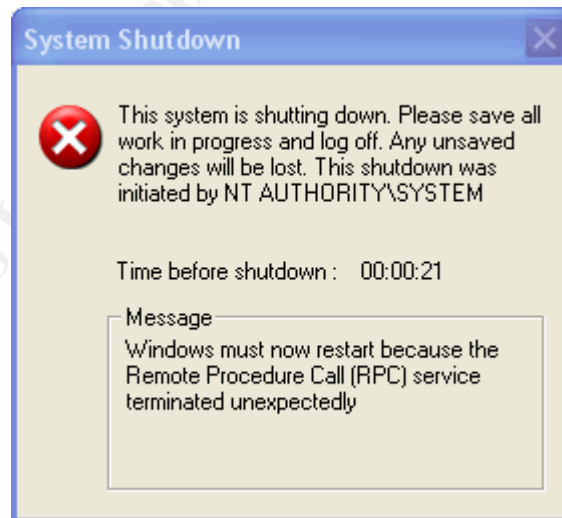 System Shutdown
This system is shutting down. Please save all
work in progress and log off. Any unsaved
changes will be lost. This shutdown was
initiated by NT AUTHORITY\SYSTEM
Time before shutdown : 00:00:21
Message
Windows must now restart because the
Remote Procedure Call (RPC) service
terminated unexpectedly